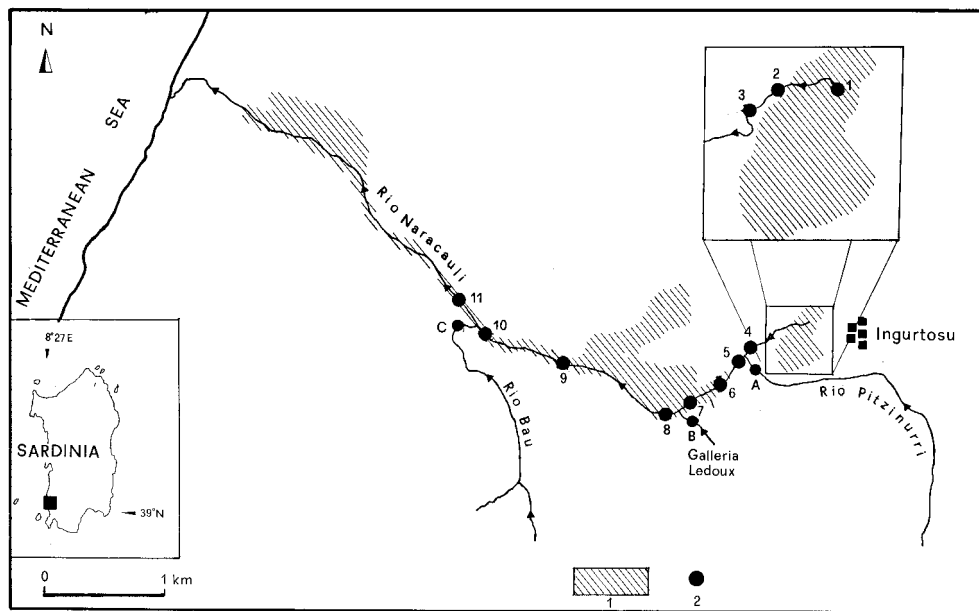 N
MEDITERRANEAN SEA
Rio Naracauli
11
C
10
9
8
7
B
Galleria
Ledoux
6
5
4
A
Rio Pitzinurri
Ingurtosu
Rio Bau
3
2
1
8°27E
SARDINIA
39°N
0 1 km
1 2